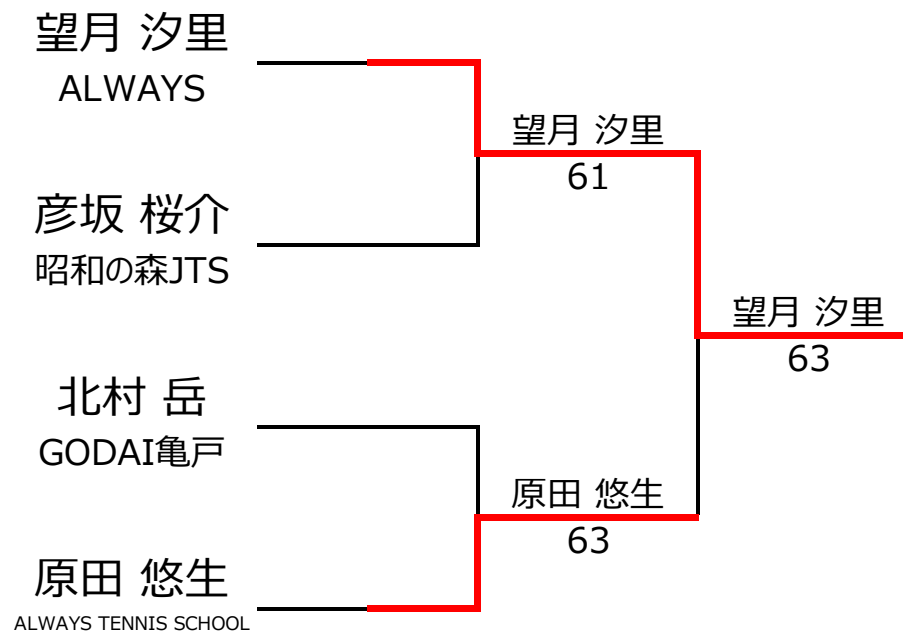 望月 汐里
ALWAYS
彦坂 桜介
昭和の森JTS
北村 岳
GODAI亀戸
原田 悠生
ALWAYS TENNIS SCHOOL
望月 汐里
61
原田 悠生
63
望月 汐里
63